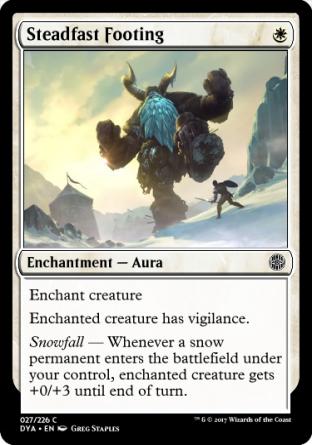 Steadfast Footing
Enchantment — Aura
Enchant creature
Enchanted creature has vigilance.
Snowfall — Whenever a snow
permanent enters the battlefield under
your control, enchanted creature gets
+0/+3 until end of turn.
027/226 C
DYA • EN Greg Staples
™ & © 2017 Wizards of the Coast